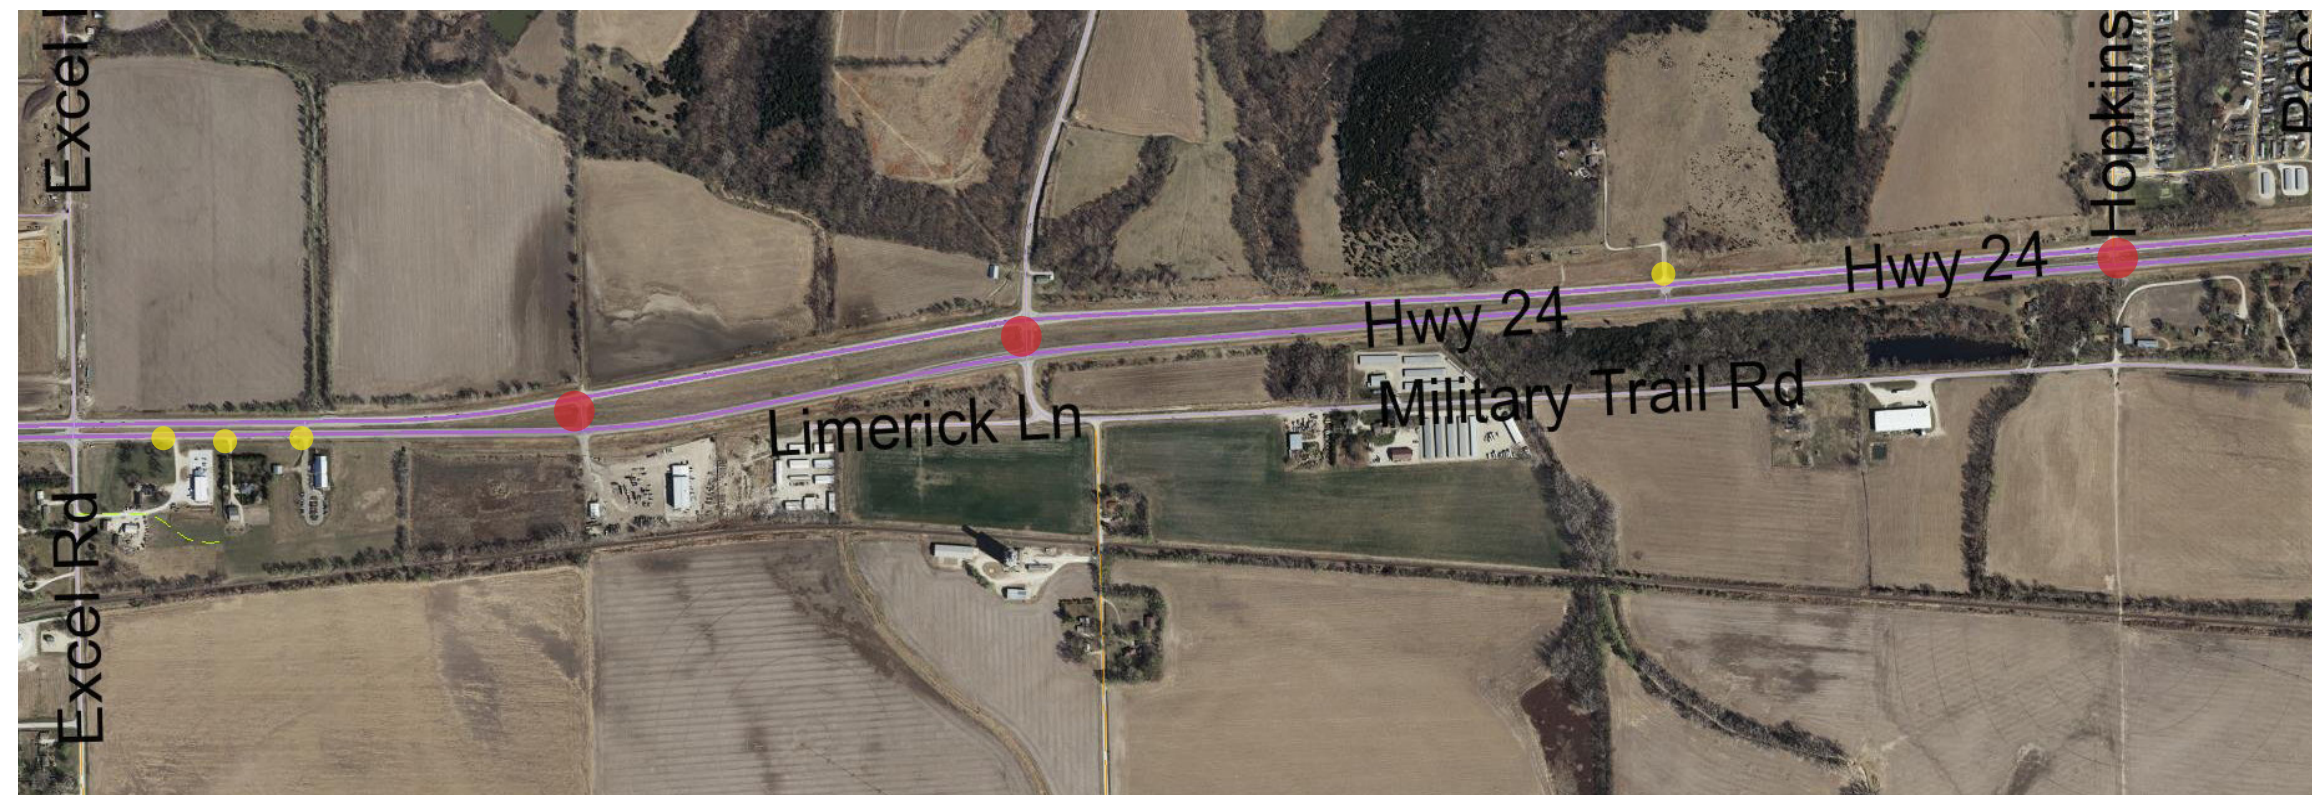 Excel
Hopkins
Hwy 24
Hwy 24
Military Trail Rd
Limerick Ln
Excel Rd